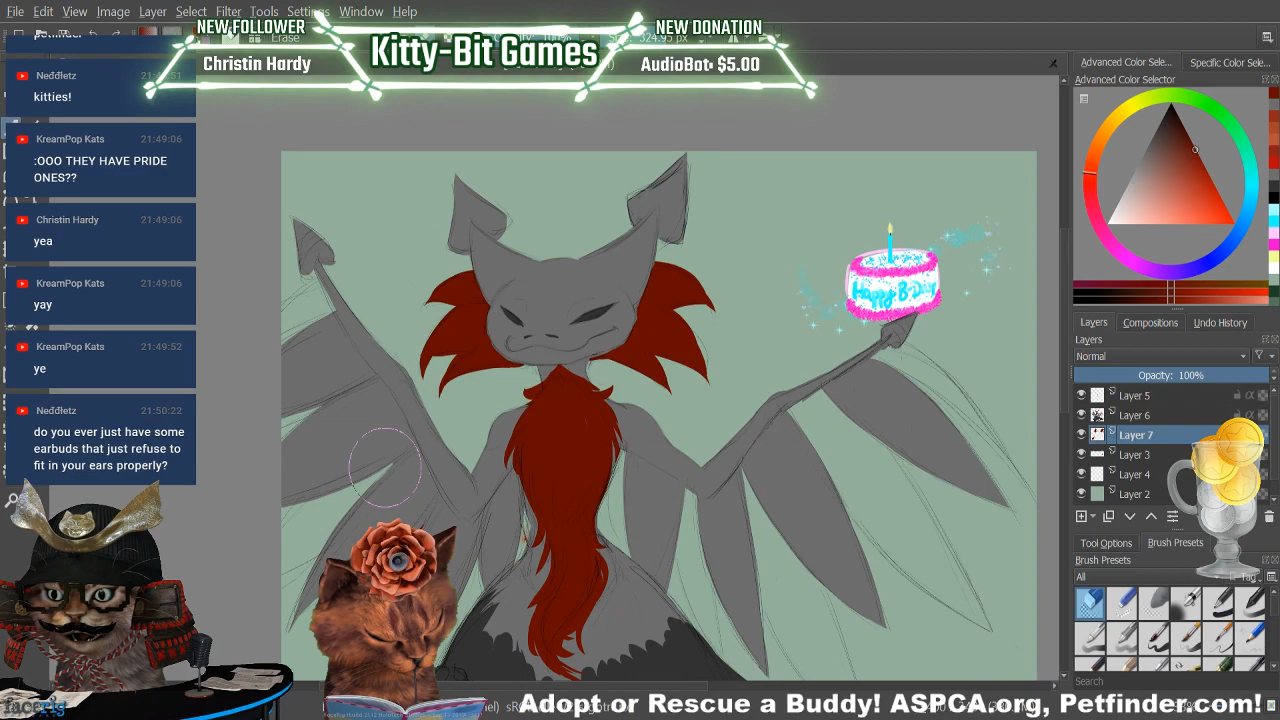 File Edit View Image Layer Select Filter Tools Settings Window Help
NEW FOLLOWER
Christin Hardy
Kitty-Bit Games
NEW DONATION
AudioBot• $5.00
Erase
Neddletz 21:48:51
kitties!
KreamPop Kats 21:49:06
:OOO THEY HAVE PRIDE
ONES??
Christin Hardy 21:49:06
yea
KreamPop Kats 21:49:06
yay
KreamPop Kats 21:49:52
ye
Neddletz 21:50:22
do you ever just have some
earbuds that just refuse to
fit in your ears properly?
Happy B-Day
Advanced Color Selec... Specific Color Sele...
Advanced Color Selector
Layers Compositions Undo History
Layers
Normal
Opacity: 100%
Layer 5
Layer 6
Layer 7
Layer 3
Layer 4
Layer 2
Tool Options Brush Presets
Brush Presets
All
Tag
Search
facerig
Adopt or Rescue a Buddy! ASPCA.org, Petfinder.com!